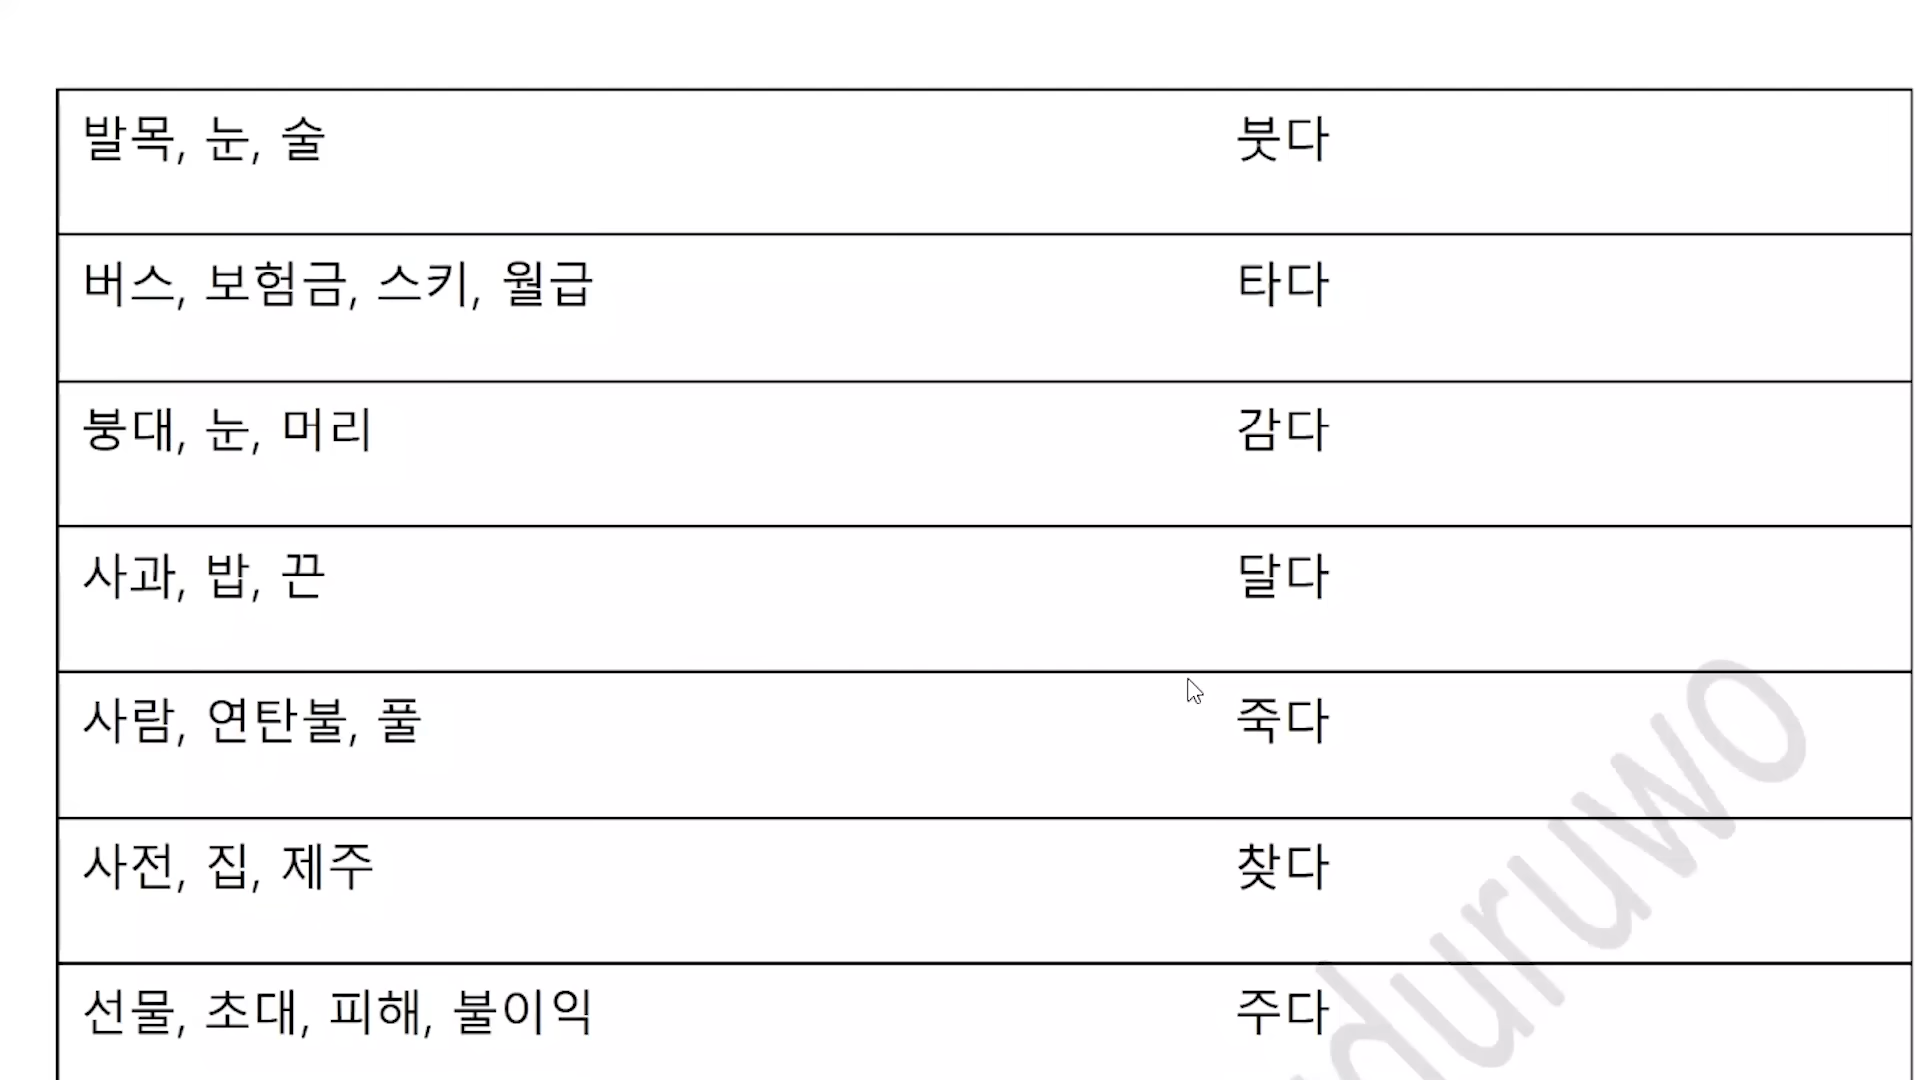 발목, 눈, 술 붓다
버스, 보험금, 스키, 월급 타다
붕대, 눈, 머리 감다
사과, 밥, 끈 달다
사람, 연탄불, 풀 죽다
사전, 집, 제주 찾다
선물, 초대, 피해, 불이익 주다
duruwo